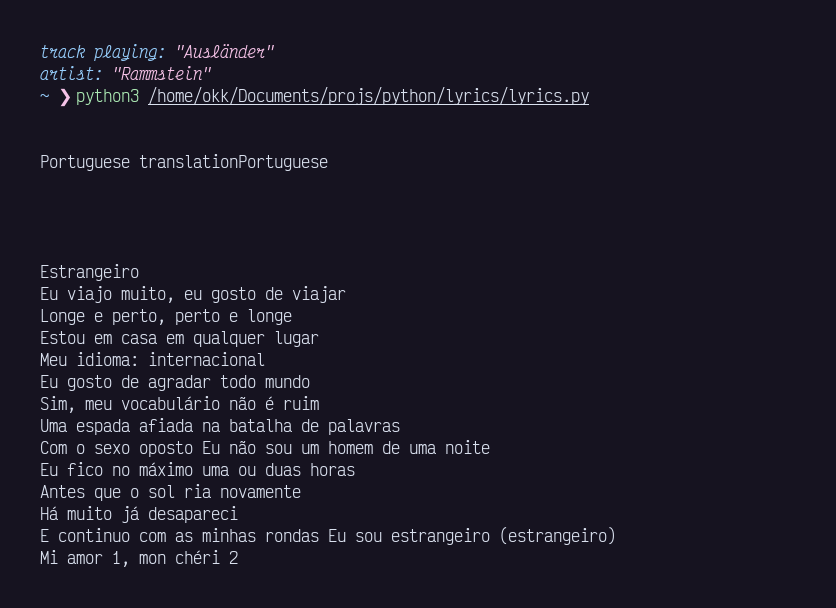 track playing: "Ausländer"
artist: "Rammstein"
~ ❯ python3 /home/okk/Documents/projs/python/lyrics/lyrics.py
Portuguese translationPortuguese
Estrangeiro
Eu viajo muito, eu gosto de viajar
Longe e perto, perto e longe
Estou em casa em qualquer lugar
Meu idioma: internacional
Eu gosto de agradar todo mundo
Sim, meu vocabulário não é ruim
Uma espada afiada na batalha de palavras
Com o sexo oposto Eu não sou um homem de uma noite
Eu fico no máximo uma ou duas horas
Antes que o sol ria novamente
Há muito já desapareci
E continuo com as minhas rondas Eu sou estrangeiro (estrangeiro)
Mi amor 1, mon chéri 2